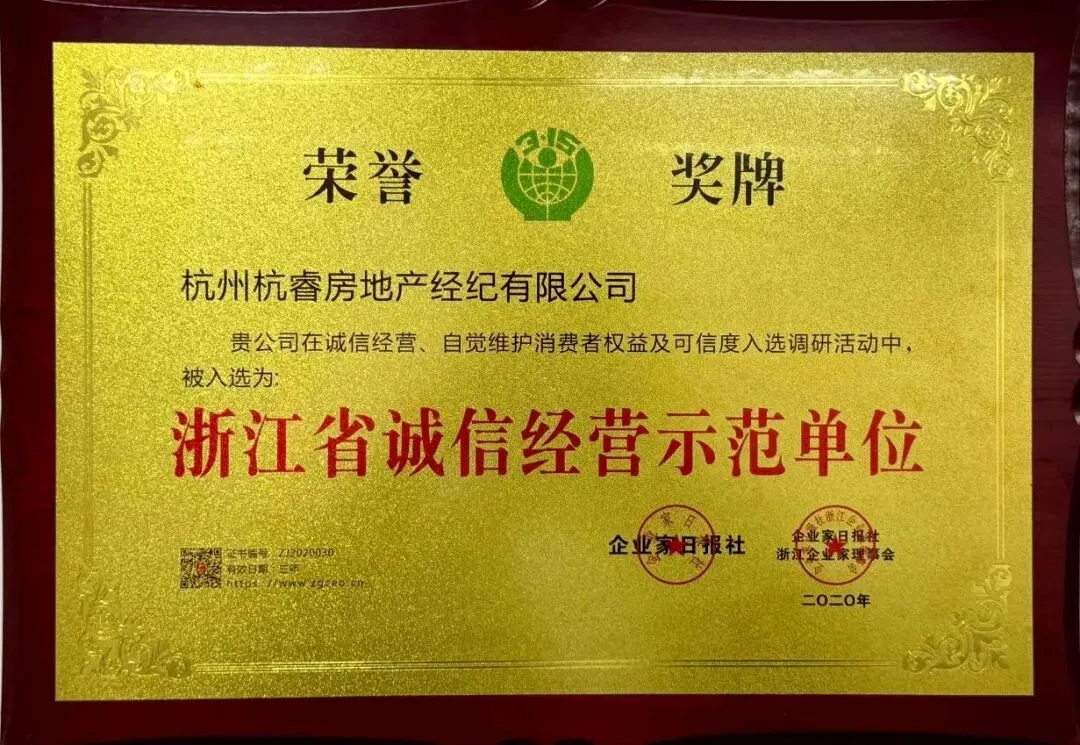 荣誉 3·15 奖牌
杭州杭睿房地产经纪有限公司
贵公司在诚信经营、自觉维护消费者权益及可信度入选调研活动中，
被入选为:
浙江省诚信经营示范单位
证书编号 ZJ2020030
有效日期 三年
https://www.zgceo.cn
企业家日报社
企业家日报社
浙江企业家理事会
二〇二〇年